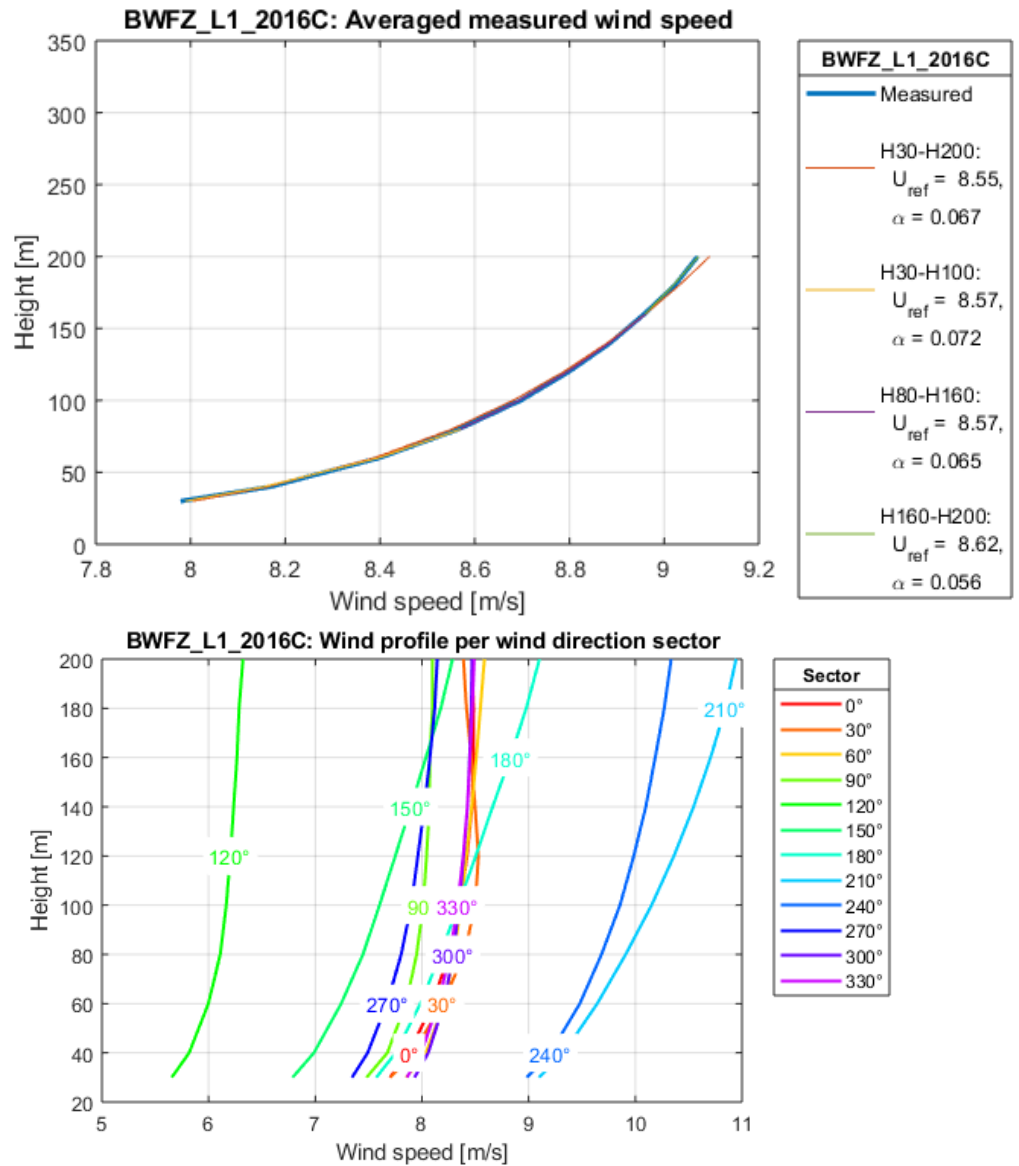 BWFZ_L1_2016C: Averaged measured wind speed
350
300
250
200
150
100
50
0
Height [m]
7.8 8 8.2 8.4 8.6 8.8 9 9.2
Wind speed [m/s]
BWFZ_L1_2016C
Measured
H30-H200:
U_ref = 8.55,
α = 0.067
H30-H100:
U_ref = 8.57,
α = 0.072
H80-H160:
U_ref = 8.57,
α = 0.065
H160-H200:
U_ref = 8.62,
α = 0.056
BWFZ_L1_2016C: Wind profile per wind direction sector
200
180
160
140
120
100
80
60
40
20
Height [m]
210°
180°
150°
120°
90 330°
300°
270° 30°
0° 240°
5 6 7 8 9 10 11
Wind speed [m/s]
Sector
0°
30°
60°
90°
120°
150°
180°
210°
240°
270°
300°
330°